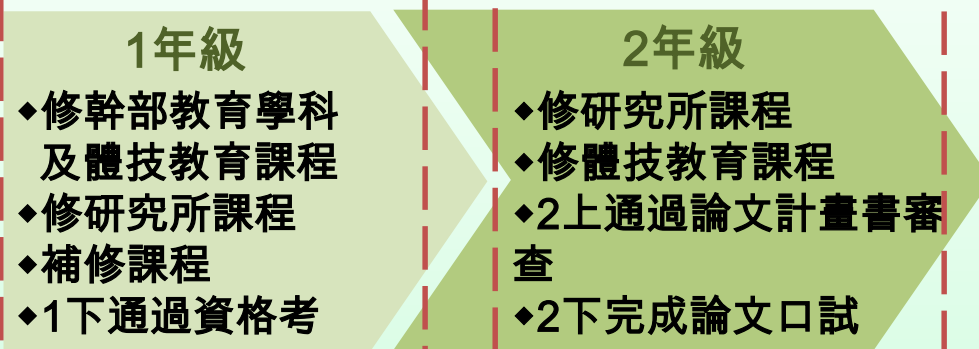 1年級
◆修幹部教育學科
及體技教育課程
◆修研究所課程
◆補修課程
◆1下通過資格考
2年級
◆修研究所課程
◆修體技教育課程
◆2上通過論文計畫書審
查
◆2下完成論文口試